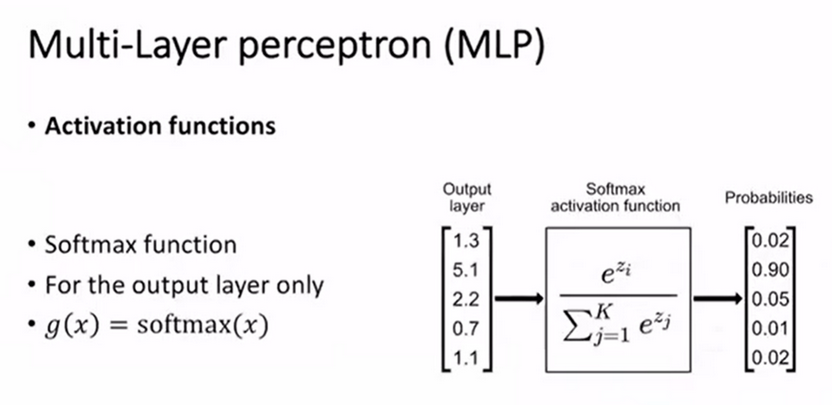 Multi-Layer perceptron (MLP)
• Activation functions
• Softmax function
• For the output layer only
• g(x) = softmax(x)
Output
layer
1.3
5.1
2.2
0.7
1.1
Softmax
activation function
e^{z_i}
∑_{j=1}^{K} e^{z_j}
Probabilities
0.02
0.90
0.05
0.01
0.02